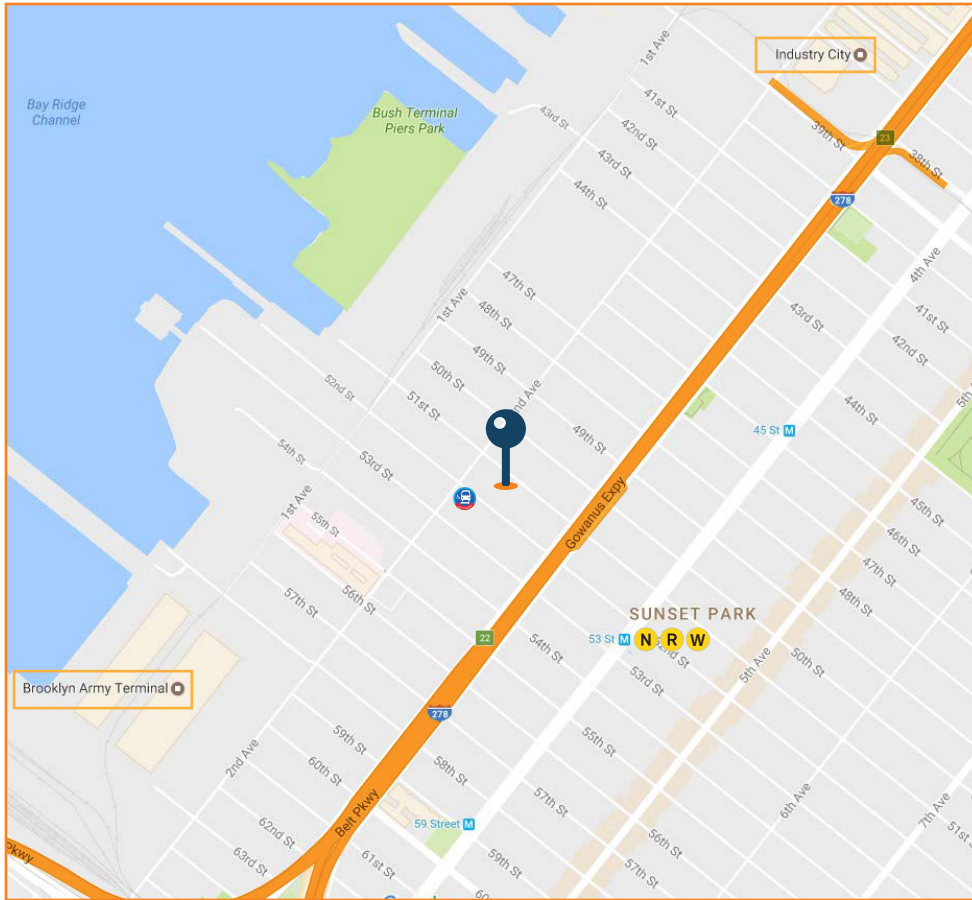 1st Ave
Industry City
41st St
Bay Ridge
Channel
Bush Terminal
Piers Park
43rd St
42nd St
39th St
23
38th St
43rd St
44th St
278
4th Ave
47th St
1st Ave
48th St
43rd St
41st St
49th St
42nd St
50th St
52nd St
nd Ave
5th
51st St
44th St
49th St
45 St M
54th St
53rd St
1st Ave
Gowanus Expy
45th St
55th St
46th St
47th St
56th St
57th St
48th St
SUNSET PARK
22
54th St
53 St M
N R W
2nd St
50th St
5th Ave
53rd St
Brooklyn Army Terminal
278
55th St
2nd Ave
59th St
58th St
60th St
57th St
6th Ave
7th Ave
Belt Pkwy
59 Street M
62nd St
56th St
51st
Pkwy
63rd St
61st St
59th St
57th St
60